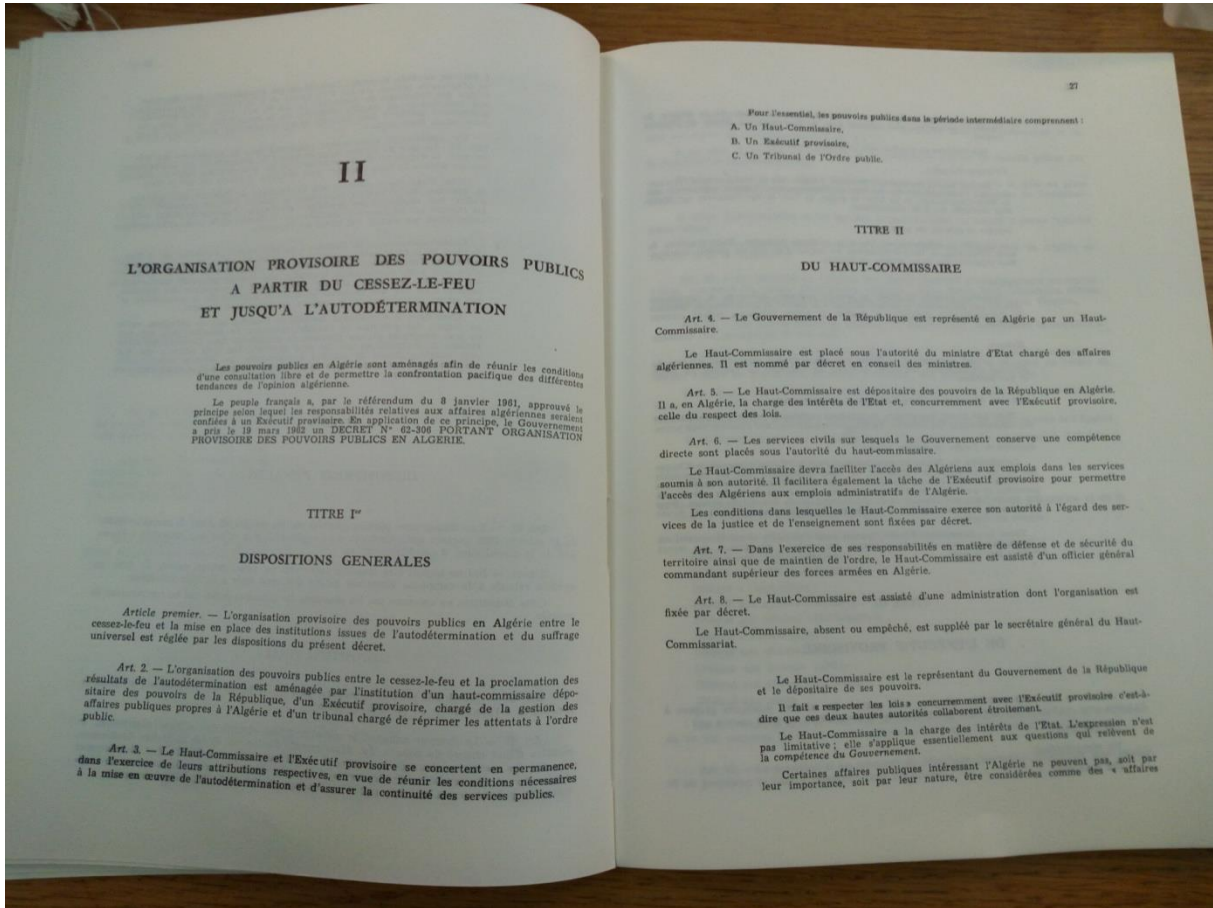 II
L'ORGANISATION PROVISOIRE DES POUVOIRS PUBLICS
A PARTIR DU CESSEZ-LE-FEU
ET JUSQU'A L'AUTODÉTERMINATION
Les pouvoirs publics en Algérie sont aménagés afin de réunir les conditions
d'une consultation libre et de permettre la confrontation pacifique des différentes
tendances de l'opinion algérienne.
Le peuple français a, par le référendum du 8 janvier 1961, approuvé le
principe selon lequel les responsabilités relatives aux affaires algériennes seraient
confiées à un Exécutif provisoire. En application de ce principe, le Gouvernement
a pris le 19 mars 1962 un DECRET N° 62-306 PORTANT ORGANISATION
PROVISOIRE DES POUVOIRS PUBLICS EN ALGERIE.
TITRE Ier
DISPOSITIONS GENERALES
Article premier. — L'organisation provisoire des pouvoirs publics en Algérie entre le
cessez-le-feu et la mise en place des institutions issues de l'autodétermination et du suffrage
universel est réglée par les dispositions du présent décret.
Art. 2. — L'organisation des pouvoirs publics entre le cessez-le-feu et la proclamation des
résultats de l'autodétermination est aménagée par l'institution d'un haut-commissaire dépo-
sitaire des pouvoirs de la République, d'un Exécutif provisoire, chargé de la gestion des
affaires publiques propres à l'Algérie et d'un tribunal chargé de réprimer les attentats à l'ordre
public.
Art. 3. — Le Haut-Commissaire et l'Exécutif provisoire se concertent en permanence,
dans l'exercice de leurs attributions respectives, en vue de réunir les conditions nécessaires
à la mise en œuvre de l'autodétermination et d'assurer la continuité des services publics.
27
Pour l'essentiel, les pouvoirs publics dans la période intermédiaire comprennent :
A. Un Haut-Commissaire,
B. Un Exécutif provisoire,
C. Un Tribunal de l'Ordre public.
TITRE II
DU HAUT-COMMISSAIRE
Art. 4. — Le Gouvernement de la République est représenté en Algérie par un Haut-
Commissaire.
Le Haut-Commissaire est placé sous l'autorité du ministre d'Etat chargé des affaires
algériennes. Il est nommé par décret en conseil des ministres.
Art. 5. — Le Haut-Commissaire est dépositaire des pouvoirs de la République en Algérie.
Il a, en Algérie, la charge des intérêts de l'Etat et, concurremment avec l'Exécutif provisoire,
celle du respect des lois.
Art. 6. — Les services civils sur lesquels le Gouvernement conserve une compétence
directe sont placés sous l'autorité du haut-commissaire.
Le Haut-Commissaire devra faciliter l'accès des Algériens aux emplois dans les services
soumis à son autorité. Il facilitera également la tâche de l'Exécutif provisoire pour permettre
l'accès des Algériens aux emplois administratifs de l'Algérie.
Les conditions dans lesquelles le Haut-Commissaire exerce son autorité à l'égard des ser-
vices de la justice et de l'enseignement sont fixées par décret.
Art. 7. — Dans l'exercice de ses responsabilités en matière de défense et de sécurité du
territoire ainsi que de maintien de l'ordre, le Haut-Commissaire est assisté d'un officier général
commandant supérieur des forces armées en Algérie.
Art. 8. — Le Haut-Commissaire est assisté d'une administration dont l'organisation est
fixée par décret.
Le Haut-Commissaire, absent ou empêché, est suppléé par le secrétaire général du Haut-
Commissariat.
Le Haut-Commissaire est le représentant du Gouvernement de la République
et le dépositaire de ses pouvoirs.
Il fait « respecter les lois » concurremment avec l'Exécutif provisoire c'est-à-
dire que ces deux hautes autorités collaborent étroitement.
Le Haut-Commissaire a la charge des intérêts de l'Etat. L'expression n'est
pas limitative ; elle s'applique essentiellement aux questions qui relèvent de
la compétence du Gouvernement.
Certaines affaires publiques intéressant l'Algérie ne peuvent pas, soit par
leur importance, soit par leur nature, être considérées comme des « affaires